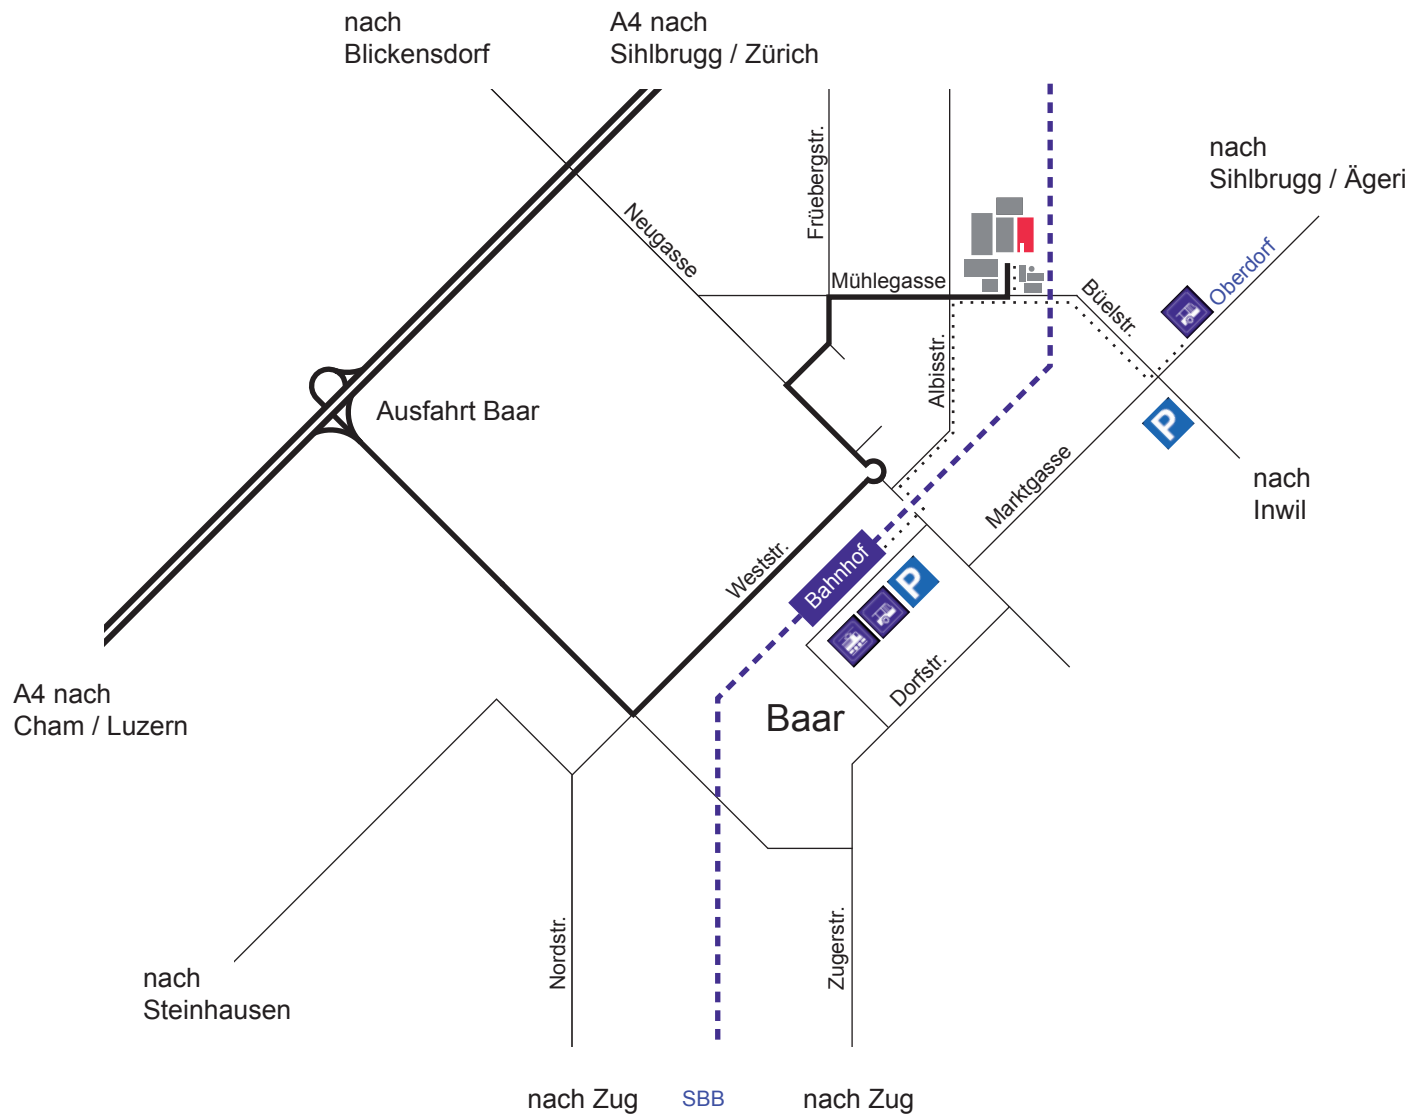 nach
Blickensdorf
A4 nach
Sihlbrugg / Zürich
nach
Sihlbrugg / Ägeri
Früebergstr.
Neugasse
Mühlegasse
Büelstr.
Oberdorf
Albisstr.
Ausfahrt Baar
P
Marktgasse
nach
Inwil
Weststr.
Bahnhof
P
Dorfstr.
A4 nach
Cham / Luzern
Baar
Nordstr.
Zugerstr.
nach
Steinhausen
nach Zug
SBB
nach Zug